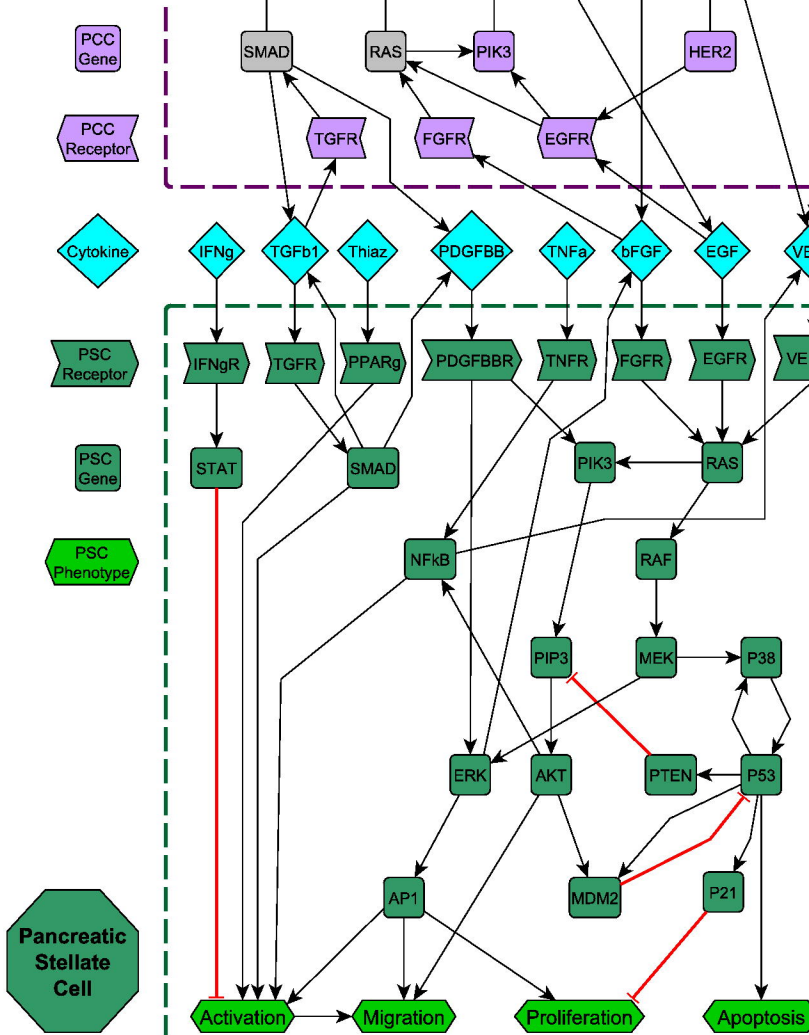 PCC
Gene
SMAD
RAS
PIK3
HER2
PCC
Receptor
TGFR
FGFR
EGFR
Cytokine
IFNg
TGFb1
Thiaz
PDGFBB
TNFa
bFGF
EGF
VE
PSC
Receptor
IFNgR
TGFR
PPARg
PDGFBBR
TNFR
FGFR
EGFR
VE
PSC
Gene
STAT
SMAD
PIK3
RAS
PSC
Phenotype
NFkB
RAF
PIP3
MEK
P38
ERK
AKT
PTEN
P53
AP1
MDM2
P21
Pancreatic
Stellate
Cell
Activation
Migration
Proliferation
Apoptosis